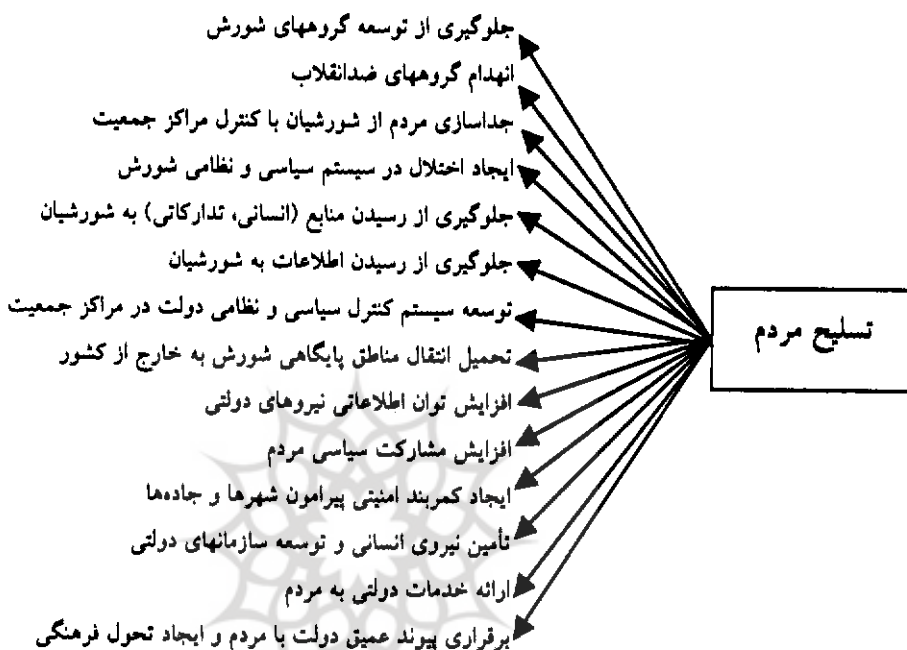 جلوگیری از توسعه گروههای شورش
انهدام گروههای ضدانقلاب
جداسازی مردم از شورشیان با کنترل مراکز جمعیت
ایجاد اختلال در سیستم سیاسی و نظامی شورش
جلوگیری از رسیدن منابع (انسانی، تدارکاتی) به شورشیان
جلوگیری از رسیدن اطلاعات به شورشیان
توسعه سیستم کنترل سیاسی و نظامی دولت در مراکز جمعیت
تحمیل انتقال مناطق پایگاهی شورش به خارج از کشور
افزایش توان اطلاعاتی نیروهای دولتی
افزایش مشارکت سیاسی مردم
ایجاد کمربند امنیتی پیرامون شهرها و جاده‌ها
تأمین نیروی انسانی و توسعه سازمانهای دولتی
ارائه خدمات دولتی به مردم
برقراری پیوند عمیق دولت با مردم و ایجاد تحول فرهنگی
تسلیح مردم